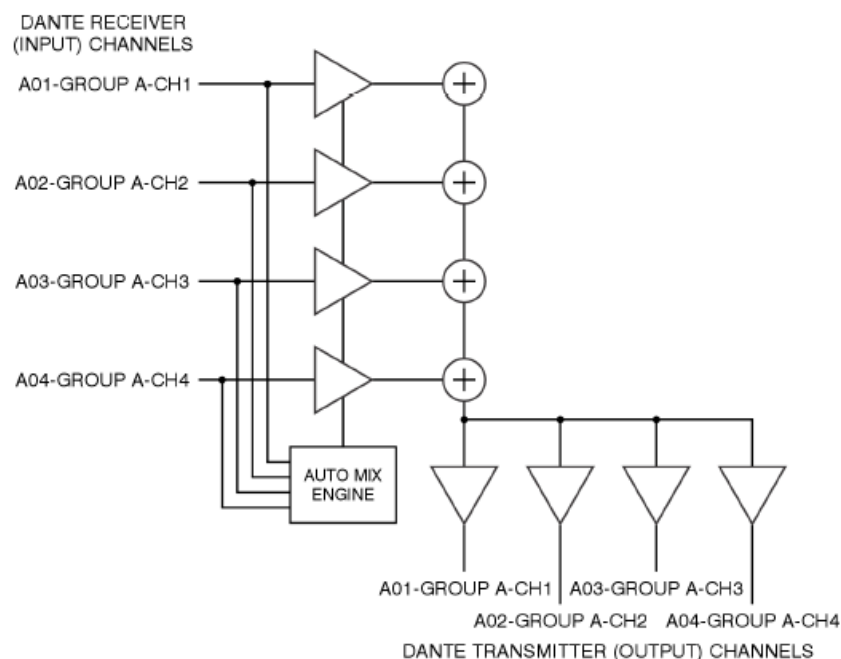 DANTE RECEIVER
(INPUT) CHANNELS
A01-GROUP A-CH1
A02-GROUP A-CH2
A03-GROUP A-CH3
A04-GROUP A-CH4
AUTO MIX
ENGINE
A01-GROUP A-CH1
A03-GROUP A-CH3
A02-GROUP A-CH2
A04-GROUP A-CH4
DANTE TRANSMITTER (OUTPUT) CHANNELS